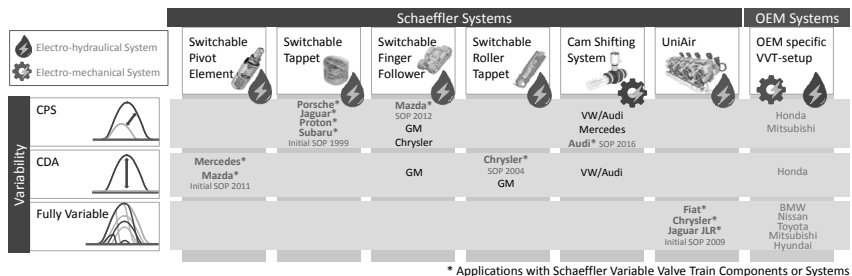 Schaeffler Systems
OEM Systems
Electro-hydraulical System
Electro-mechanical System
Switchable
Pivot
Element
Switchable
Tappet
Switchable
Finger
Follower
Switchable
Roller
Tappet
Cam Shifting
System
UniAir
OEM specific
VVT-setup
Variability
CPS
Porsche*
Jaguar*
Proton*
Subaru*
Initial SOP 1999
Mazda*
SOP 2012
GM
Chrysler
VW/Audi
Mercedes
Audi* SOP 2016
Honda
Mitsubishi
CDA
Mercedes*
Mazda*
Initial SOP 2011
GM
Chrysler*
SOP 2004
GM
VW/Audi
Honda
Fully Variable
Fiat*
Chrysler*
Jaguar JLR*
Initial SOP 2009
BMW
Nissan
Toyota
Mitsubishi
Hyundai
* Applications with Schaeffler Variable Valve Train Components or Systems